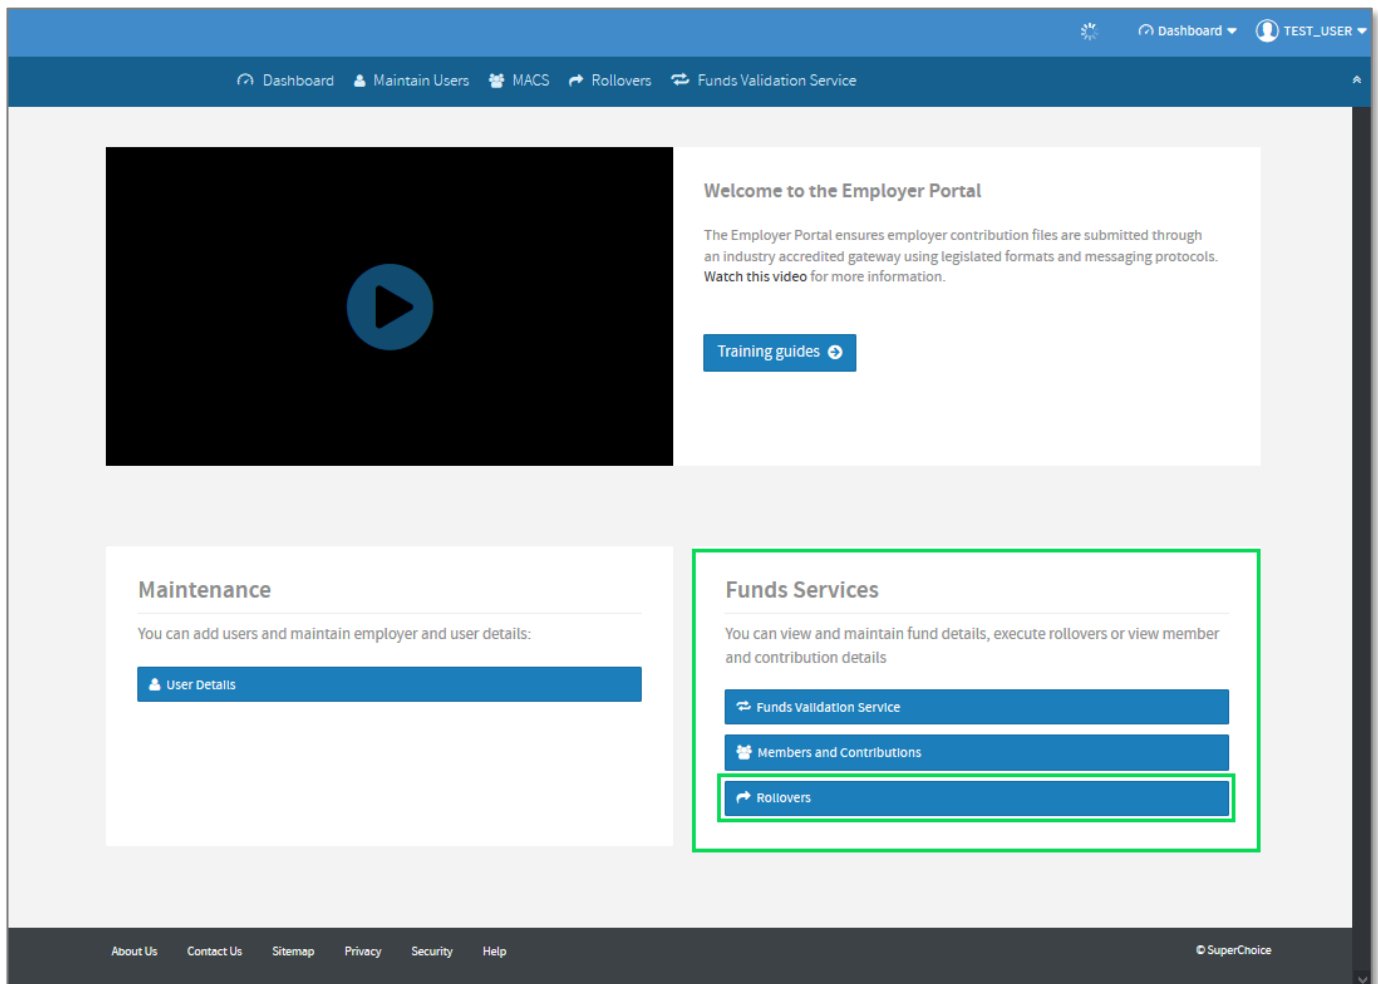 Dashboard TEST_USER
Dashboard Maintain Users MACS Rollovers Funds Validation Service
Welcome to the Employer Portal
The Employer Portal ensures employer contribution files are submitted through
an industry accredited gateway using legislated formats and messaging protocols.
Watch this video for more information.
Training guides
Maintenance
You can add users and maintain employer and user details:
User Details
Funds Services
You can view and maintain fund details, execute rollovers or view member
and contribution details
Funds Validation Service
Members and Contributions
Rollovers
About Us Contact Us Sitemap Privacy Security Help © SuperChoice